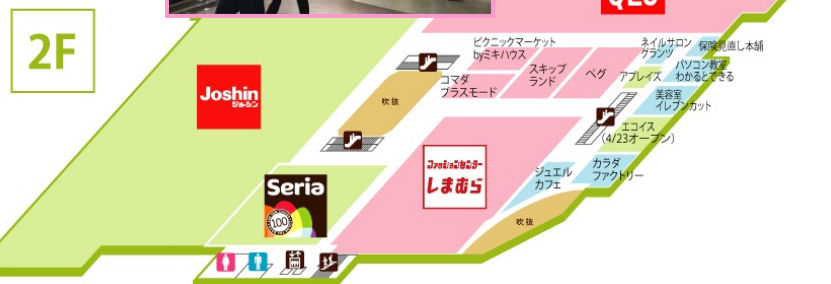 2F
Joshin
ジョーシン
ピクニックマーケット
byミキハウス
コマダ
プラスモード
スキップ
ランド
ペグ
ネイルサロン
グランツ
保険見直し本舗
アプレイズ
パソコン教室
わかるとできる
美容室
イレブンカット
エコイス
(4/23オープン)
カラダ
ファクトリー
ジュエル
カフェ
吹抜
ファッションセンター
しまむら
Seria
100
吹抜